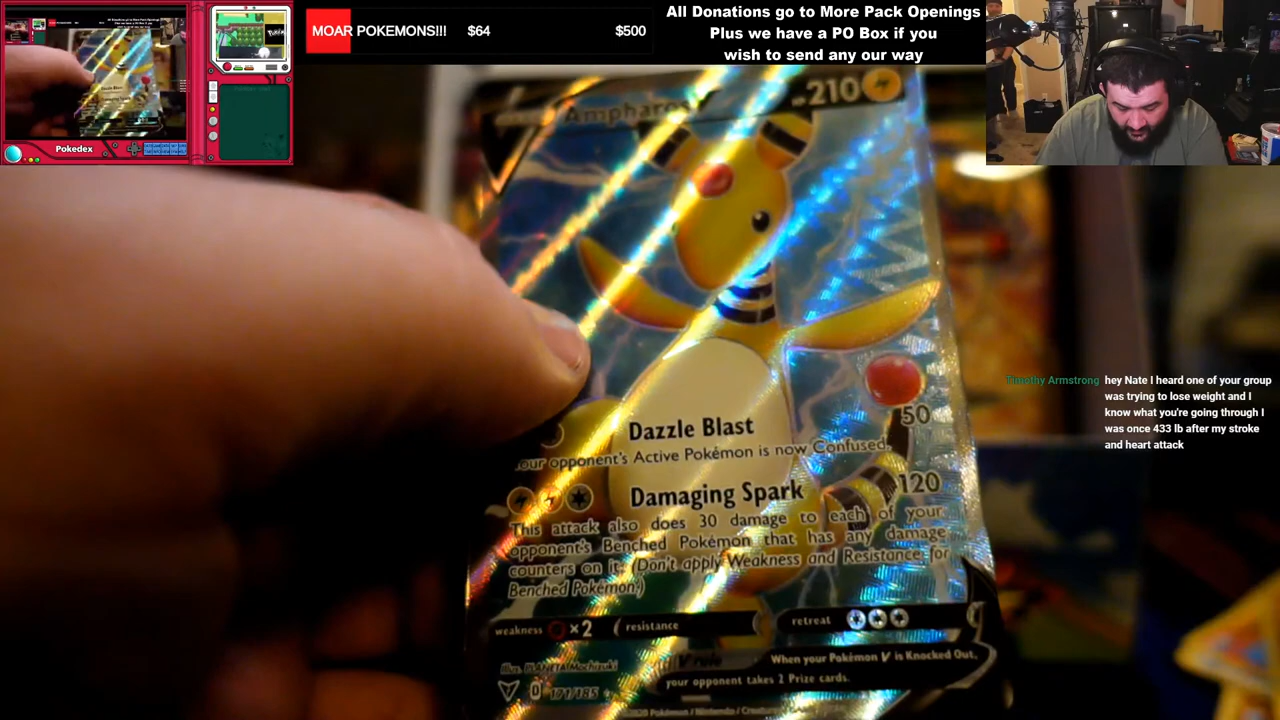 MOAR POKEMONS!!! $64 $500
All Donations go to More Pack Openings
Plus we have a PO Box if you
wish to send any our way
Pokedex
Ampharos 210
Timothy Armstrong hey Nate I heard one of your group
was trying to lose weight and I
know what you're going through I
was once 433 lb after my stroke
and heart attack
Dazzle Blast 50
our opponent's Active Pokémon is now Confused.
Damaging Spark 120
This attack also does 30 damage to each of your
opponent's Benched Pokémon that has any damage
counters on it. (Don't apply Weakness and Resistance for
Benched Pokémon.)
weakness ×2 resistance retreat
V rule When your Pokémon V is Knocked Out,
your opponent takes 2 Prize cards.
171/185